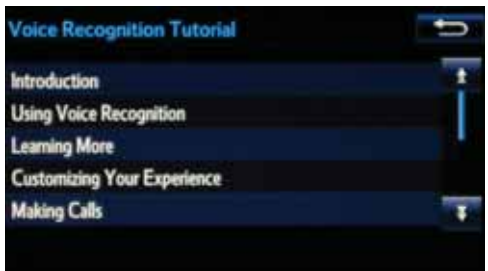 Voice Recognition Tutorial
Introduction
Using Voice Recognition
Learning More
Customizing Your Experience
Making Calls